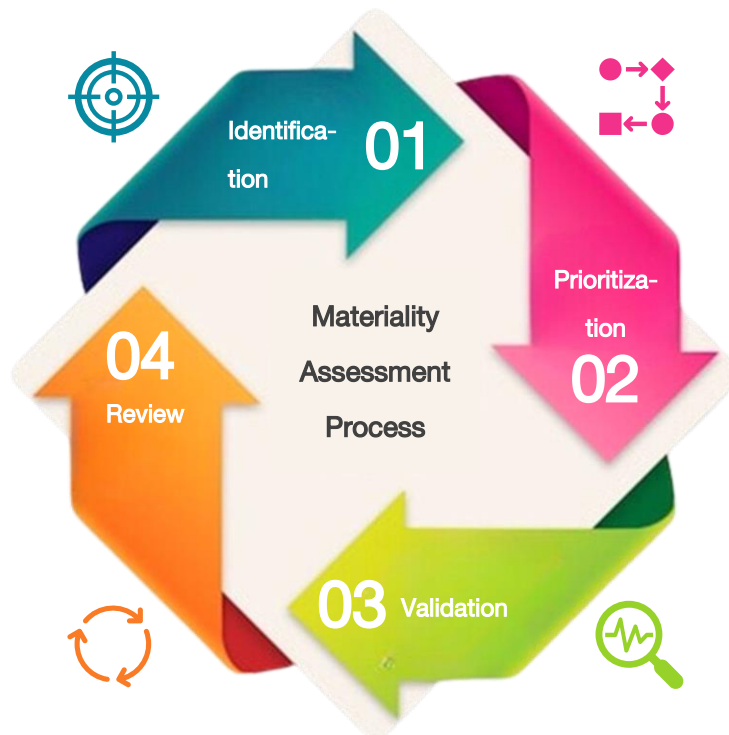 Identifica-
tion
01
Prioritiza-
tion
02
Materiality
Assessment
Process
04
Review
03 Validation